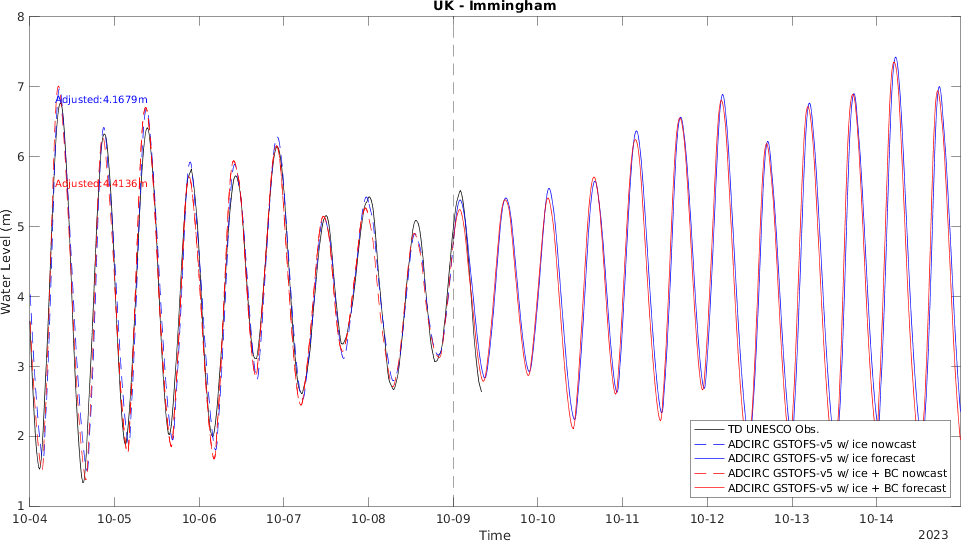 UK - Immingham
8
7
6
5
4
3
2
1
Water Level (m)
Adjusted:4.1679m
Adjusted:4.4136m
TD UNESCO Obs.
ADCIRC GSTOFS-v5 w/ ice nowcast
ADCIRC GSTOFS-v5 w/ ice forecast
ADCIRC GSTOFS-v5 w/ ice + BC nowcast
ADCIRC GSTOFS-v5 w/ ice + BC forecast
10-04 10-05 10-06 10-07 10-08 10-09 10-10 10-11 10-12 10-13 10-14
Time
2023